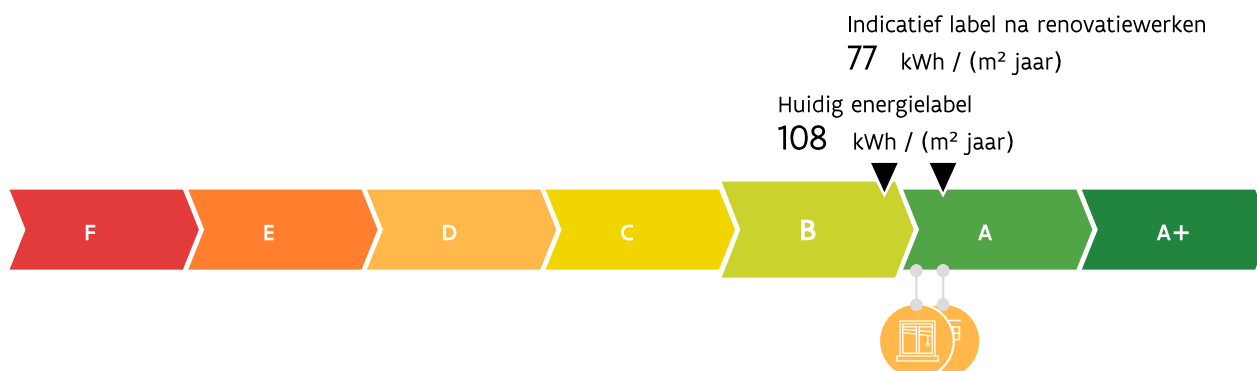 Indicatief label na renovatiewerken
77 kWh / (m² jaar)
Huidig energielabel
108 kWh / (m² jaar)
F E D C B A A+